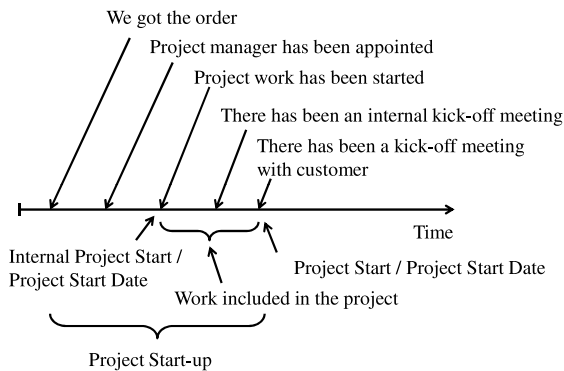 We got the order
Project manager has been appointed
Project work has been started
There has been an internal kick-off meeting
There has been a kick-off meeting
with customer
Time
Internal Project Start /
Project Start Date
Project Start / Project Start Date
Work included in the project
Project Start-up